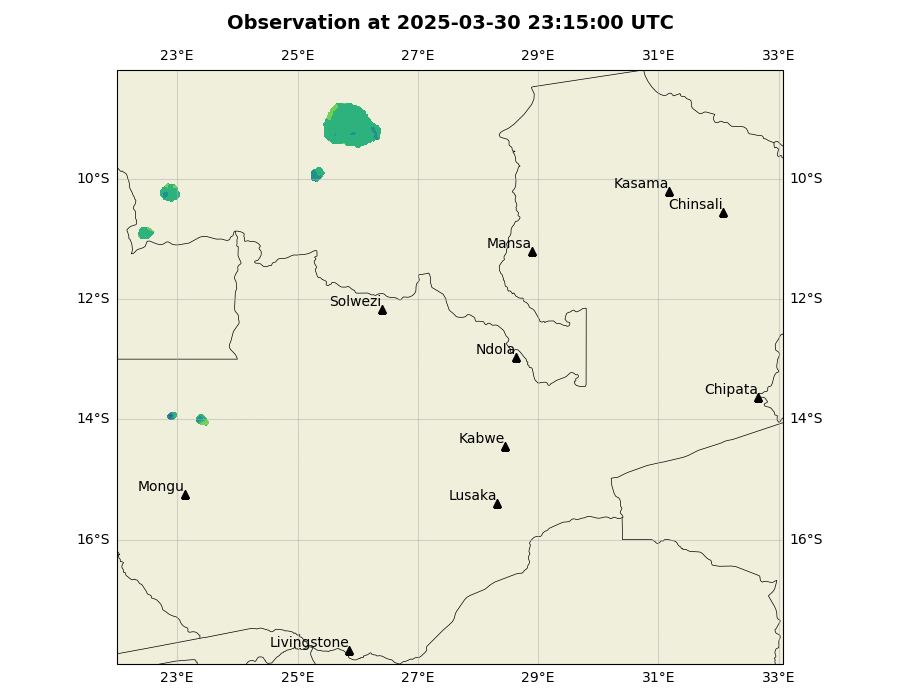 Observation at 2025-03-30 23:15:00 UTC
23°E 25°E 27°E 29°E 31°E 33°E
10°S 10°S
Kasama
Chinsali
Mansa
12°S 12°S
Solwezi
Ndola
Chipata
14°S 14°S
Kabwe
Mongu
Lusaka
16°S 16°S
Livingstone
23°E 25°E 27°E 29°E 31°E 33°E